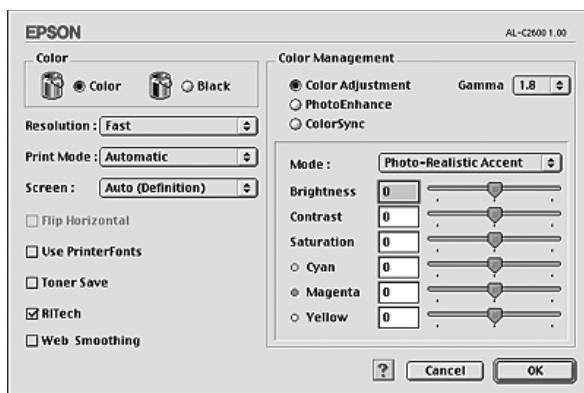 EPSON
AL-C2600 1.00
Color
Color
Black
Resolution : Fast
Print Mode : Automatic
Screen : Auto (Definition)
Flip Horizontal
Use PrinterFonts
Toner Save
RITech
Web Smoothing
Color Management
Color Adjustment
Gamma 1.8
PhotoEnhance
ColorSync
Mode : Photo-Realistic Accent
Brightness 0
Contrast 0
Saturation 0
Cyan 0
Magenta 0
Yellow 0
? Cancel OK